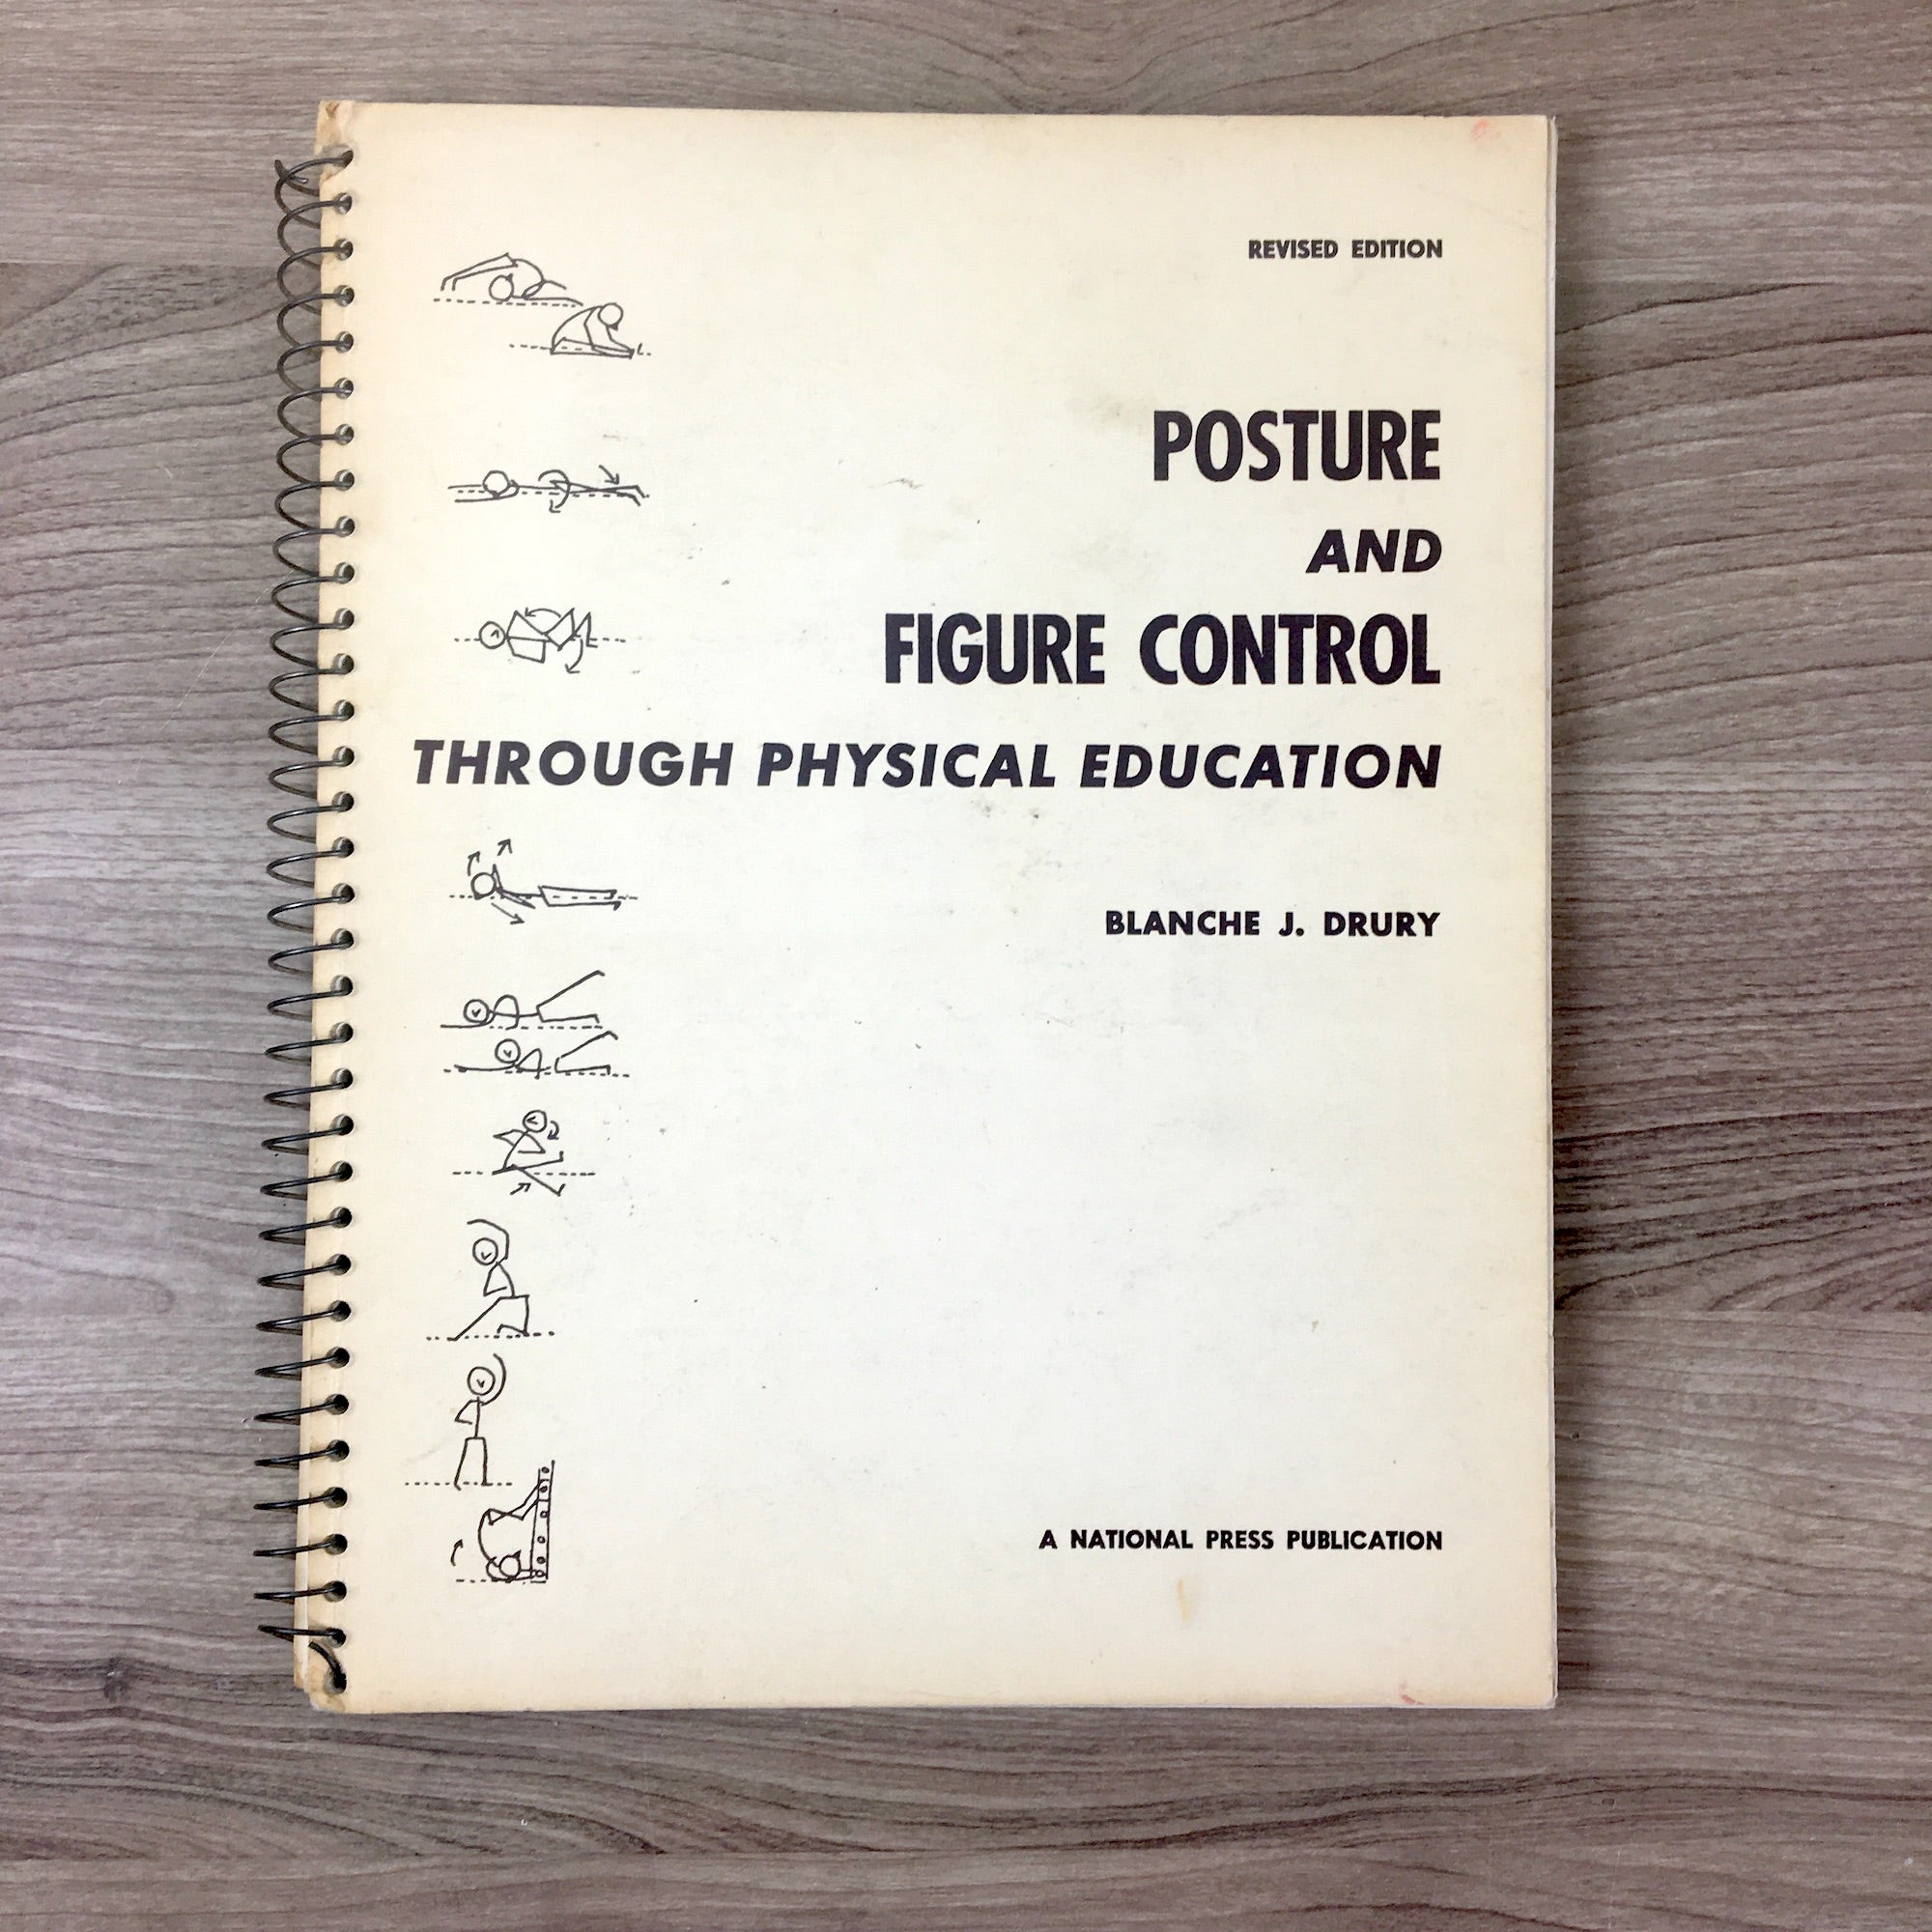 REVISED EDITION
POSTURE
AND
FIGURE CONTROL
THROUGH PHYSICAL EDUCATION
BLANCHE J. DRURY
A NATIONAL PRESS PUBLICATION